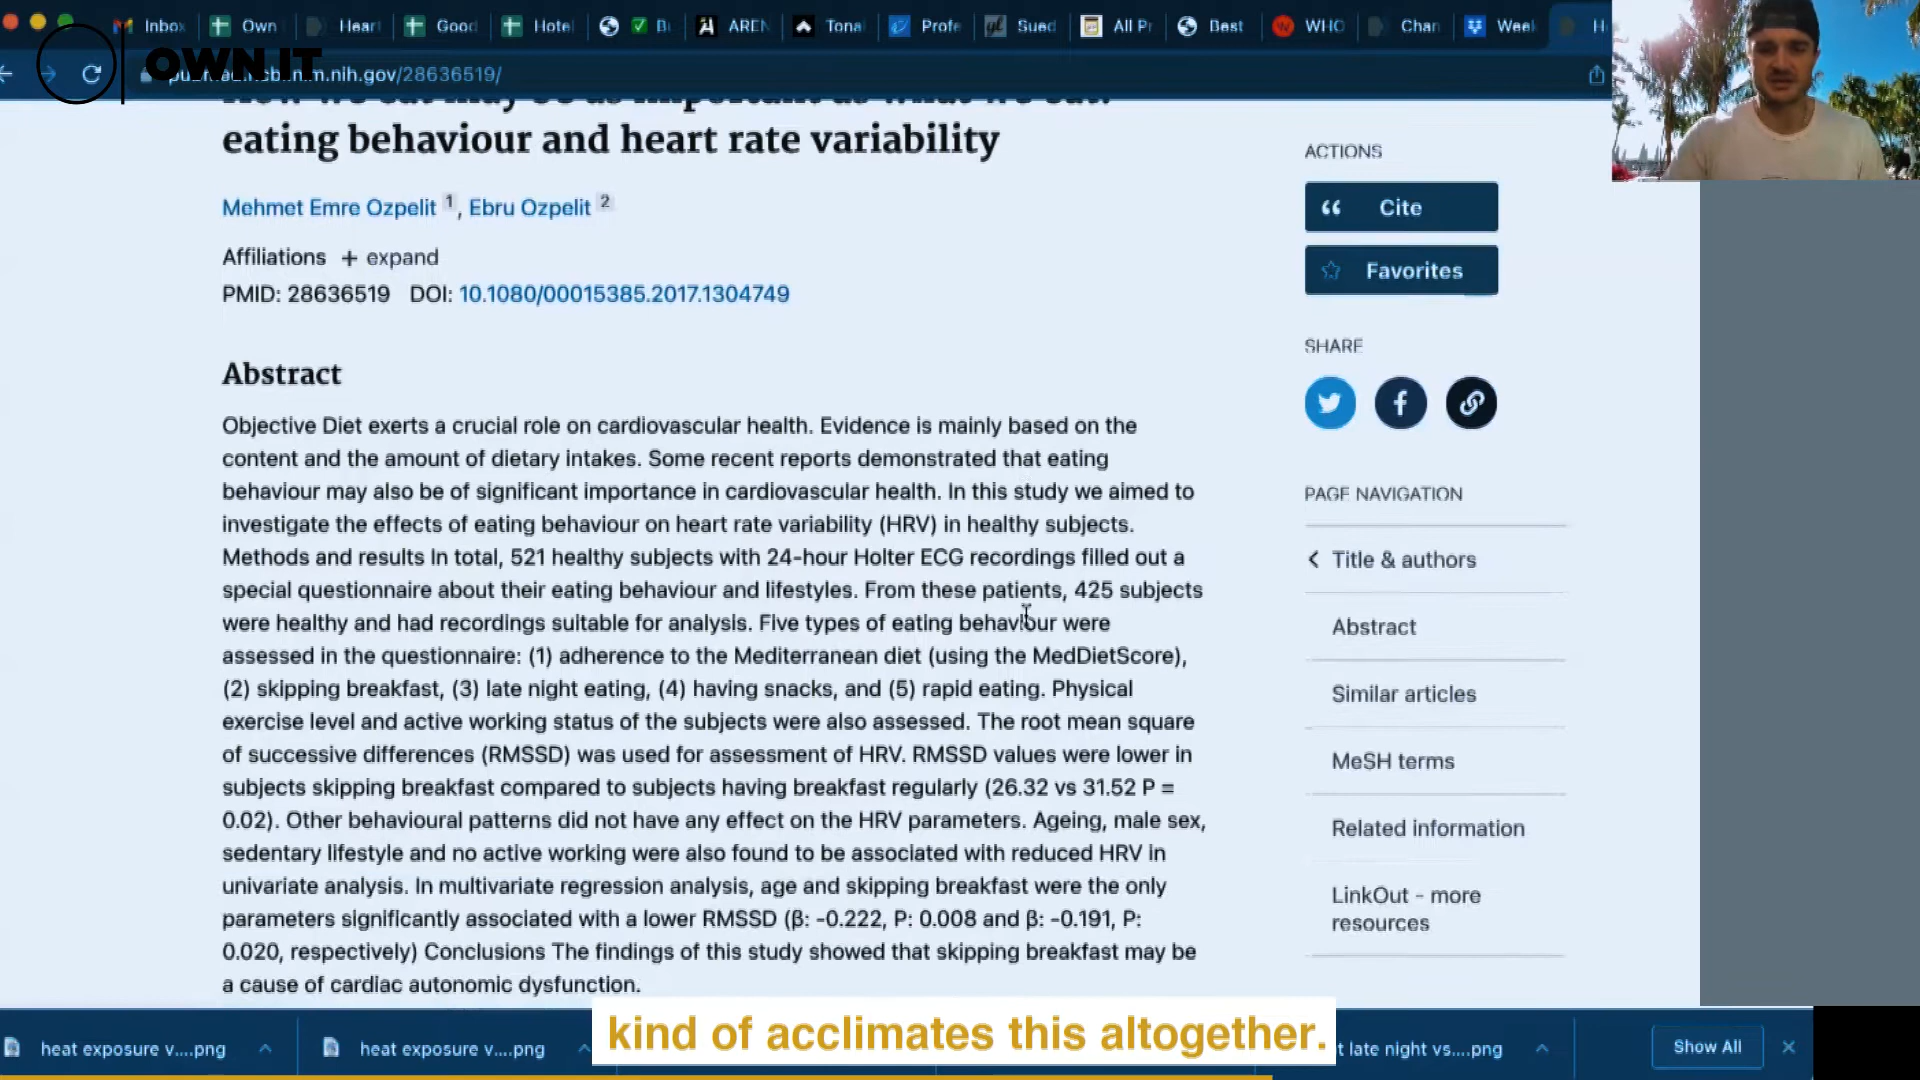 Inbox Own Heart Good Hotel AREN Tona Profe Sued All Pr Best WHO Chan Week
OWN.IT
/28636519/
eating behaviour and heart rate variability
Mehmet Emre Ozpelit 1, Ebru Ozpelit 2
Affiliations + expand
PMID: 28636519 DOI: 10.1080/00015385.2017.1304749
Abstract
Objective Diet exerts a crucial role on cardiovascular health. Evidence is mainly based on the
content and the amount of dietary intakes. Some recent reports demonstrated that eating
behaviour may also be of significant importance in cardiovascular health. In this study we aimed to
investigate the effects of eating behaviour on heart rate variability (HRV) in healthy subjects.
Methods and results In total, 521 healthy subjects with 24-hour Holter ECG recordings filled out a
special questionnaire about their eating behaviour and lifestyles. From these patients, 425 subjects
were healthy and had recordings suitable for analysis. Five types of eating behaviour were
assessed in the questionnaire: (1) adherence to the Mediterranean diet (using the MedDietScore),
(2) skipping breakfast, (3) late night eating, (4) having snacks, and (5) rapid eating. Physical
exercise level and active working status of the subjects were also assessed. The root mean square
of successive differences (RMSSD) was used for assessment of HRV. RMSSD values were lower in
subjects skipping breakfast compared to subjects having breakfast regularly (26.32 vs 31.52 P =
0.02). Other behavioural patterns did not have any effect on the HRV parameters. Ageing, male sex,
sedentary lifestyle and no active working were also found to be associated with reduced HRV in
univariate analysis. In multivariate regression analysis, age and skipping breakfast were the only
parameters significantly associated with a lower RMSSD (β: -0.222, P: 0.008 and β: -0.191, P:
0.020, respectively) Conclusions The findings of this study showed that skipping breakfast may be
a cause of cardiac autonomic dysfunction.
ACTIONS
Cite
Favorites
SHARE
PAGE NAVIGATION
Title & authors
Abstract
Similar articles
MeSH terms
Related information
LinkOut - more
resources
kind of acclimates this altogether.
heat exposure v....png heat exposure v....png t late night vs....png Show All